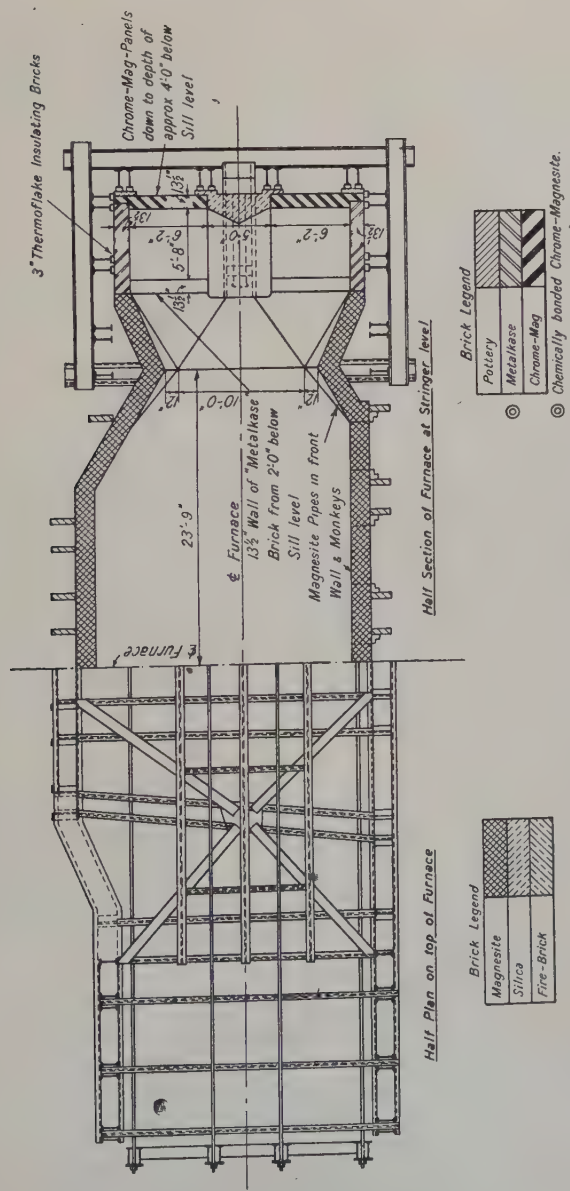 3" Thermoflake Insulating Bricks
Chrome-Mag-Panels
down to depth of
approx 4'-0" below
Sill level
13½"
13½"
6'-2"
5'-0"
6'-2"
13½"
5'-8"
13½"
12"
10'-0"
12"
23'-9"
℄ Furnace
13½" Wall of "Metalkase
Brick from 2'-0" below
Sill level
Magnesite Pipes in front
Wall & Monkeys
℄ Furnace
Half Section of Furnace at Stringer level
Half Plan on top of Furnace
Brick Legend
Magnesite
Silica
Fire-Brick
Brick Legend
Pottery
◎ Metalkase
Chrome-Mag
◎ Chemically bonded Chrome-Magnesite.